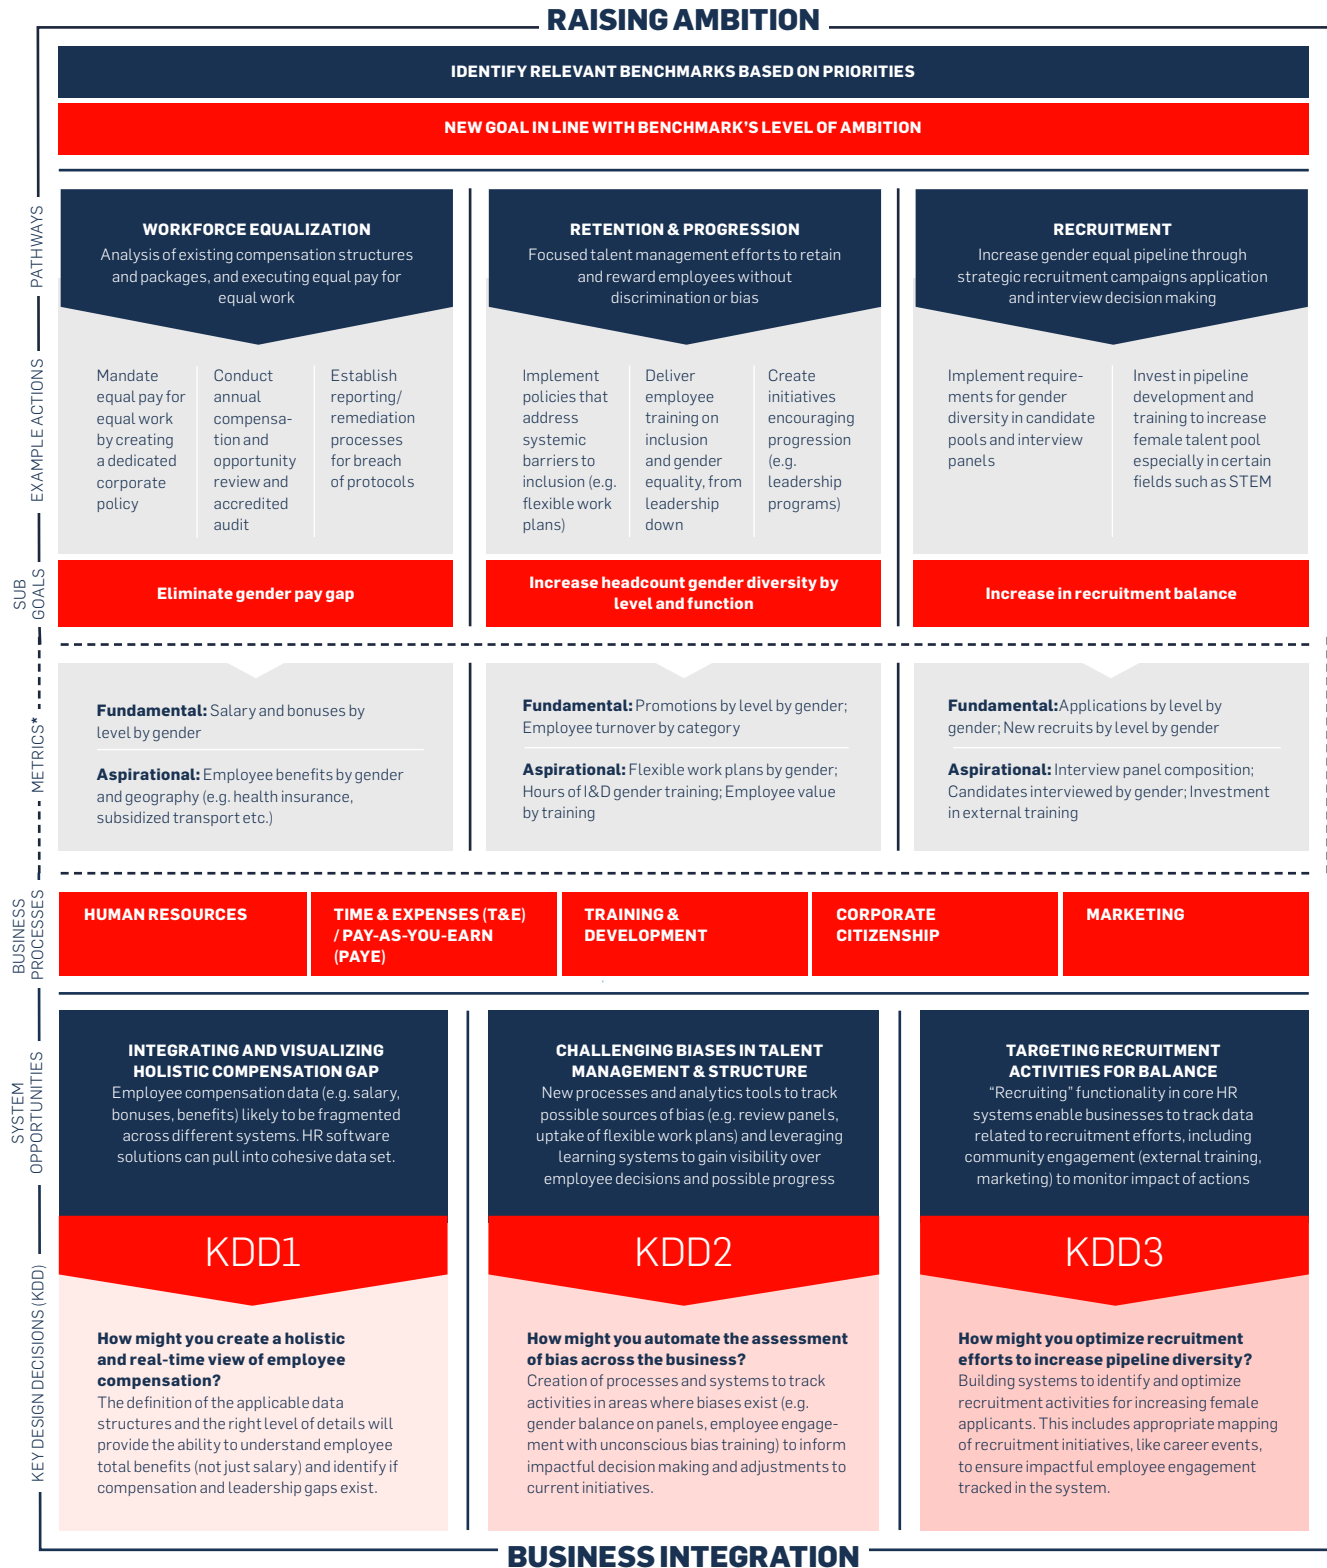 RAISING AMBITION
IDENTIFY RELEVANT BENCHMARKS BASED ON PRIORITIES
NEW GOAL IN LINE WITH BENCHMARK'S LEVEL OF AMBITION
PATHWAYS
WORKFORCE EQUALIZATION
Analysis of existing compensation structures
and packages, and executing equal pay for
equal work
RETENTION & PROGRESSION
Focused talent management efforts to retain
and reward employees without
discrimination or bias
RECRUITMENT
Increase gender equal pipeline through
strategic recruitment campaigns application
and interview decision making
EXAMPLE ACTIONS
Mandate
equal pay for
equal work
by creating
a dedicated
corporate
policy
Conduct
annual
compensa-
tion and
opportunity
review and
accredited
audit
Establish
reporting/
remediation
processes
for breach
of protocols
Implement
policies that
address
systemic
barriers to
inclusion (e.g.
flexible work
plans)
Deliver
employee
training on
inclusion
and gender
equality, from
leadership
down
Create
initiatives
encouraging
progression
(e.g.
leadership
programs)
Implement require-
ments for gender
diversity in candidate
pools and interview
panels
Invest in pipeline
development and
training to increase
female talent pool
especially in certain
fields such as STEM
SUB
GOALS
Eliminate gender pay gap
Increase headcount gender diversity by
level and function
Increase in recruitment balance
METRICS*
Fundamental: Salary and bonuses by
level by gender
Aspirational: Employee benefits by gender
and geography (e.g. health insurance,
subsidized transport etc.)
Fundamental: Promotions by level by gender;
Employee turnover by category
Aspirational: Flexible work plans by gender;
Hours of I&D gender training; Employee value
by training
Fundamental:Applications by level by
gender; New recruits by level by gender
Aspirational: Interview panel composition;
Candidates interviewed by gender; Investment
in external training
BUSINESS
PROCESSES
HUMAN RESOURCES
TIME & EXPENSES (T&E)
/ PAY-AS-YOU-EARN
(PAYE)
TRAINING &
DEVELOPMENT
CORPORATE
CITIZENSHIP
MARKETING
SYSTEM
OPPORTUNITIES
INTEGRATING AND VISUALIZING
HOLISTIC COMPENSATION GAP
Employee compensation data (e.g. salary,
bonuses, benefits) likely to be fragmented
across different systems. HR software
solutions can pull into cohesive data set.
CHALLENGING BIASES IN TALENT
MANAGEMENT & STRUCTURE
New processes and analytics tools to track
possible sources of bias (e.g. review panels,
uptake of flexible work plans) and leveraging
learning systems to gain visibility over
employee decisions and possible progress
TARGETING RECRUITMENT
ACTIVITIES FOR BALANCE
“Recruiting” functionality in core HR
systems enable businesses to track data
related to recruitment efforts, including
community engagement (external training,
marketing) to monitor impact of actions
KEY DESIGN DECISIONS (KDD)
KDD1
How might you create a holistic
and real-time view of employee
compensation?
The definition of the applicable data
structures and the right level of details will
provide the ability to understand employee
total benefits (not just salary) and identify if
compensation and leadership gaps exist.
KDD2
How might you automate the assessment
of bias across the business?
Creation of processes and systems to track
activities in areas where biases exist (e.g.
gender balance on panels, employee engage-
ment with unconscious bias training) to inform
impactful decision making and adjustments to
current initiatives.
KDD3
How might you optimize recruitment
efforts to increase pipeline diversity?
Building systems to identify and optimize
recruitment activities for increasing female
applicants. This includes appropriate mapping
of recruitment initiatives, like career events,
to ensure impactful employee engagement
tracked in the system.
BUSINESS INTEGRATION